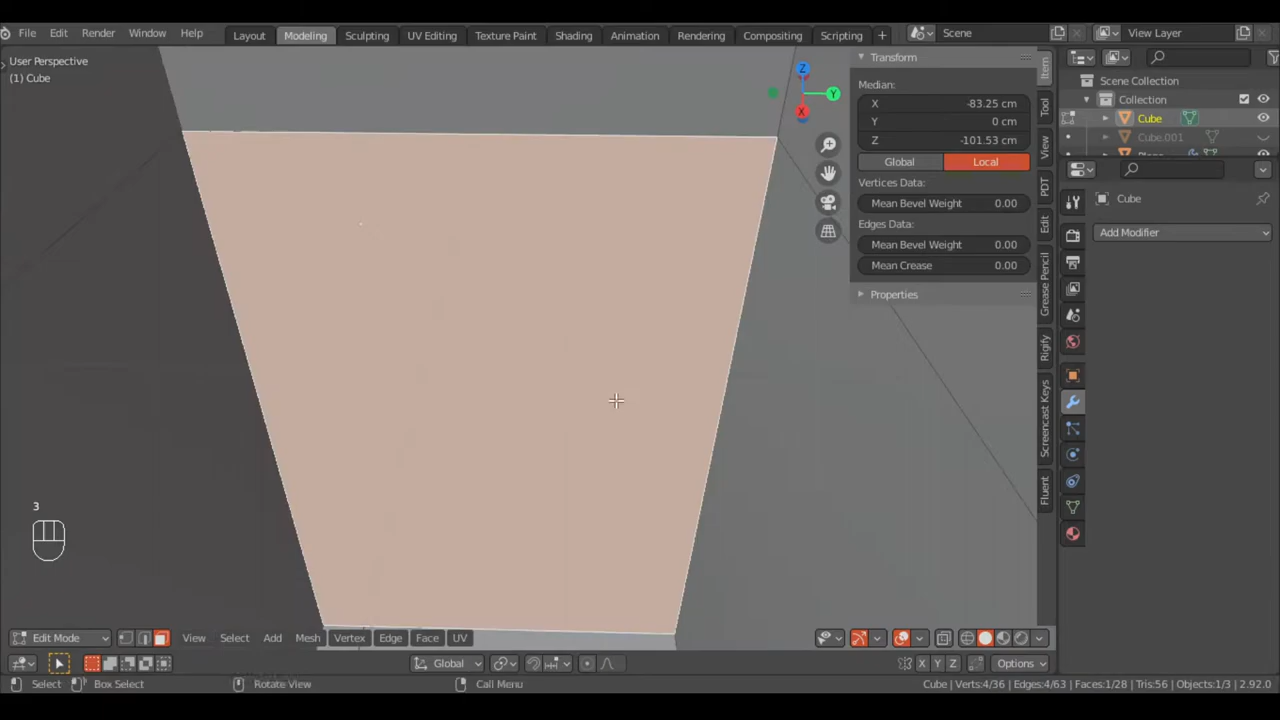 File Edit Render Window Help
Layout Modeling Sculpting UV Editing Texture Paint Shading Animation Rendering Compositing Scripting +
Scene
View Layer
User Perspective
(1) Cube
Transform
Median:
X -83.25 cm
Y 0 cm
Z -101.53 cm
Global Local
Vertices Data:
Mean Bevel Weight 0.00
Edges Data:
Mean Bevel Weight 0.00
Mean Crease 0.00
Properties
Z
Y
X
Item
Tool
View
PDT
Edit
Grease Pencil
Rigify
Screencast Keys
Fluent
Scene Collection
Collection
Cube
Cube.001
Cube
Add Modifier
3
Edit Mode View Select Add Mesh Vertex Edge Face UV
Global X Y Z Options
Select Box Select Rotate View Call Menu Cube | Verts:4/36 | Edges:4/63 | Faces:1/28 | Tris:56 | Objects:1/3 | 2.92.0